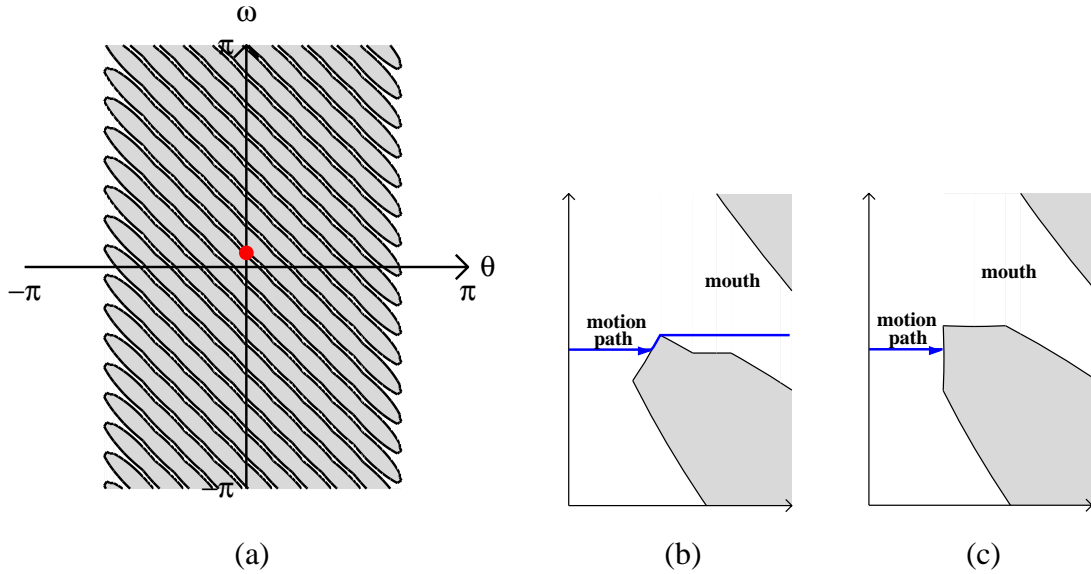 ω
π
θ
−π
π
−π
(a)
mouth
motion
path
(b)
mouth
motion
path
(c)